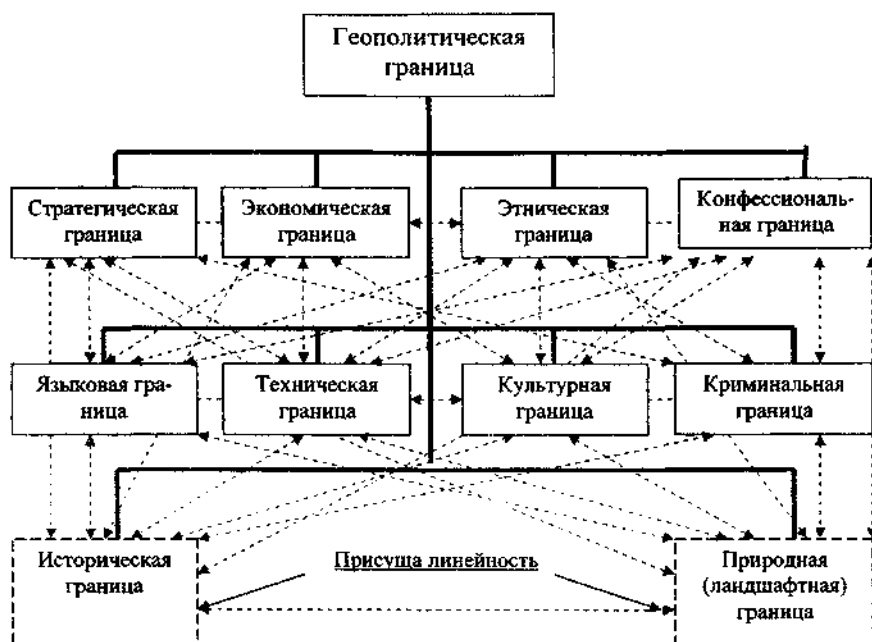 Геополитическая
граница
Стратегическая
граница
Экономическая
граница
Этническая
граница
Конфессиональ-
ная граница
Языковая гра-
ница
Техническая
граница
Культурная
граница
Криминальная
граница
Историческая
граница
Присуща линейность
Природная
(ландшафтная)
граница